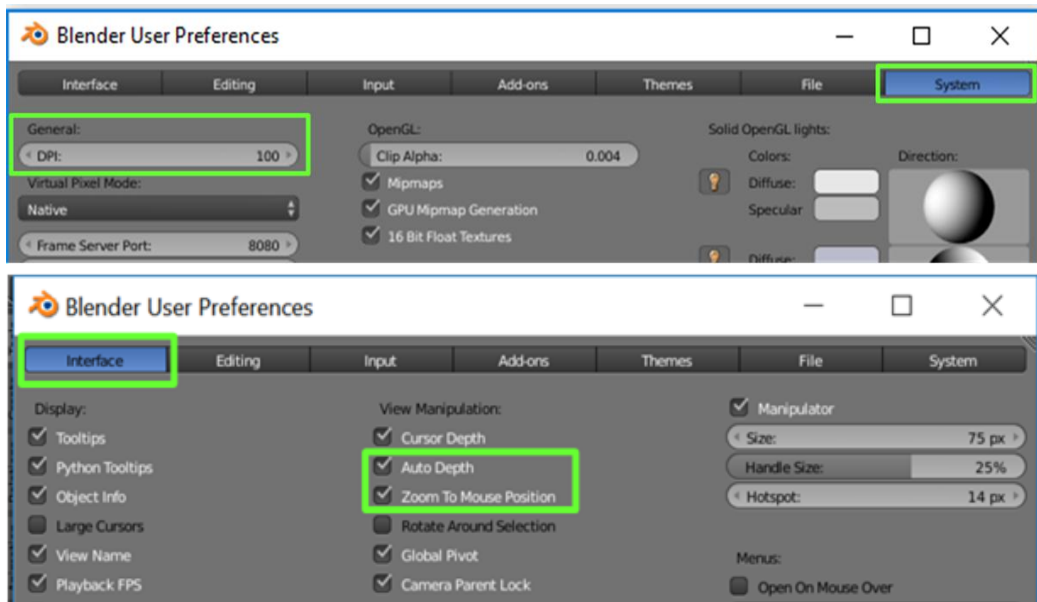 Blender User Preferences
Interface Editing Input Add-ons Themes File System
General: OpenGL: Solid OpenGL lights:
DPI: 100 Clip Alpha: 0.004 Colors: Direction:
Virtual Pixel Mode: Mipmaps Diffuse:
Native GPU Mipmap Generation Specular
Frame Server Port: 8080 16 Bit Float Textures
Diffuse:
Blender User Preferences
Interface Editing Input Add-ons Themes File System
Display: View Manipulation: Manipulator
Tooltips Cursor Depth Size: 75 px
Python Tooltips Auto Depth Handle Size: 25%
Object Info Zoom To Mouse Position Hotspot: 14 px
Large Cursors Rotate Around Selection
View Name Global Pivot Menus:
Playback FPS Camera Parent Lock Open On Mouse Over